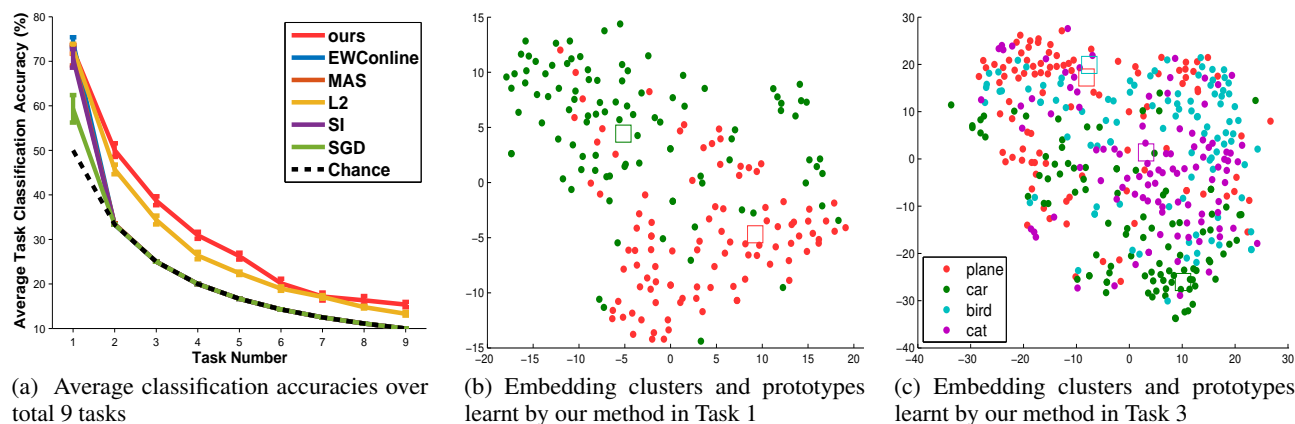 80
70
60
50
40
30
20
10
Average Task Classification Accuracy (%)
ours
EWConline
MAS
L2
SI
SGD
Chance
1 2 3 4 5 6 7 8 9
Task Number
(a) Average classification accuracies over
total 9 tasks
15
10
5
0
−5
−10
−15
−20 −15 −10 −5 0 5 10 15 20
(b) Embedding clusters and prototypes
learnt by our method in Task 1
30
20
10
0
−10
−20
−30
−40
plane
car
bird
cat
−40 −30 −20 −10 0 10 20 30
(c) Embedding clusters and prototypes
learnt by our method in Task 3